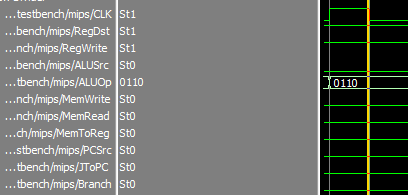 ...testbench/mips/CLK St1
...bench/mips/RegDst St1
...nch/mips/RegWrite St1
...bench/mips/ALUSrc St0
...tbench/mips/ALUOp 0110 0110
...nch/mips/MemWrite St0
...nch/mips/MemRead St0
...ch/mips/MemToReg St0
...stbench/mips/PCSrc St0
...tbench/mips/JToPC St0
...tbench/mips/Branch St0